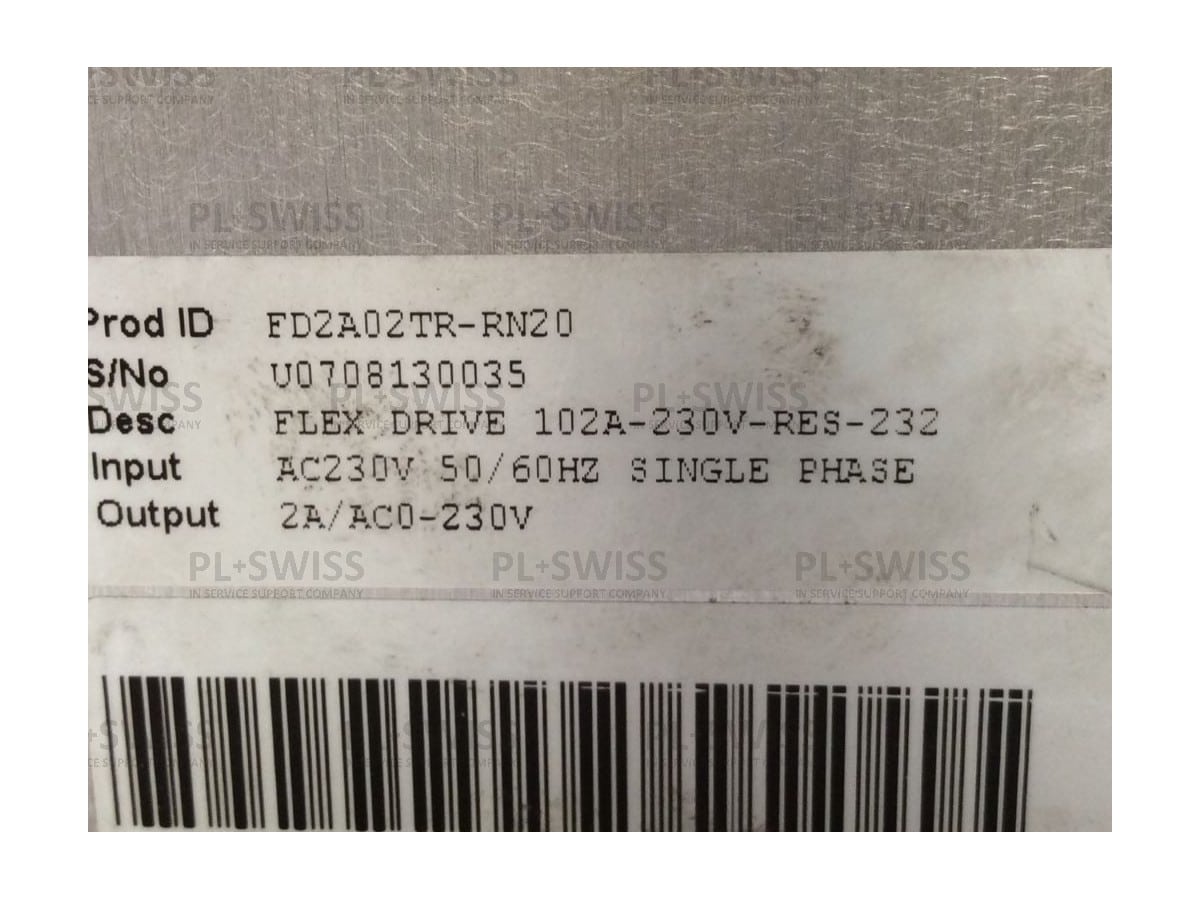 Prod ID FD2A02TR-RN20
S/No U0708130035
Desc FLEX DRIVE 102A-230V-RES-232
Input AC230V 50/60HZ SINGLE PHASE
Output 2A/AC0-230V
PL+SWISS
IN SERVICE SUPPORT COMPANY